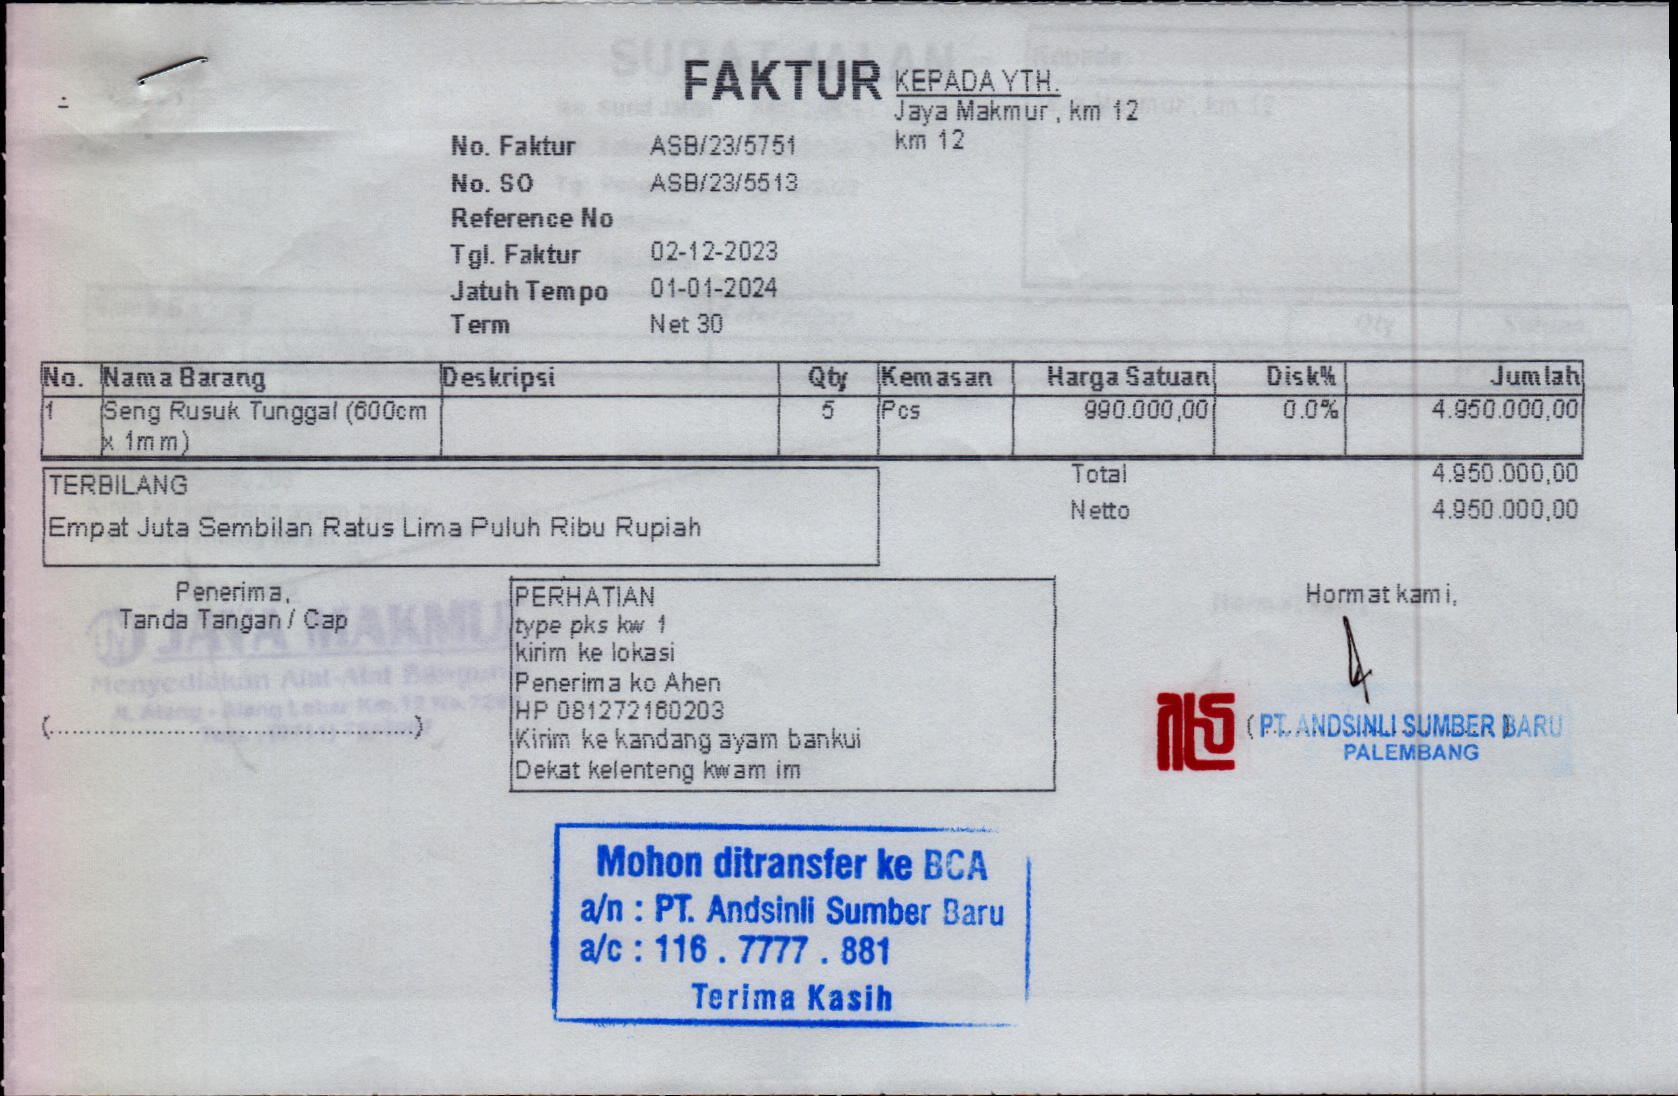 FAKTUR
KEPADA YTH.
Jaya Makmur, km 12
km 12
No. Faktur ASB/23/5751
No. SO ASB/23/5513
Reference No
Tgl. Faktur 02-12-2023
Jatuh Tempo 01-01-2024
Term Net 30
No. Nama Barang Deskripsi Qty Kemasan Harga Satuan Disk% Jumlah
1 Seng Rusuk Tunggal (600cm 5 Pcs 990.000,00 0.0% 4.950.000,00
x 1mm)
Total 4.950.000,00
Netto 4.950.000,00
TERBILANG
Empat Juta Sembilan Ratus Lima Puluh Ribu Rupiah
Penerima,
Tanda Tangan / Cap
JAYA MAKMUR
Menyediakan Alat-Alat
(........................................)
PERHATIAN
type pks kw 1
kirim ke lokasi
Penerima ko Ahen
HP 081272160203
Kirim ke kandang ayam bankui
Dekat kelenteng kwam im
Hormat kami,
(PT. ANDSINLI SUMBER BARU)
PALEMBANG
Mohon ditransfer ke BCA
a/n : PT. Andsinli Sumber Baru
a/c : 116 . 7777 . 881
Terima Kasih